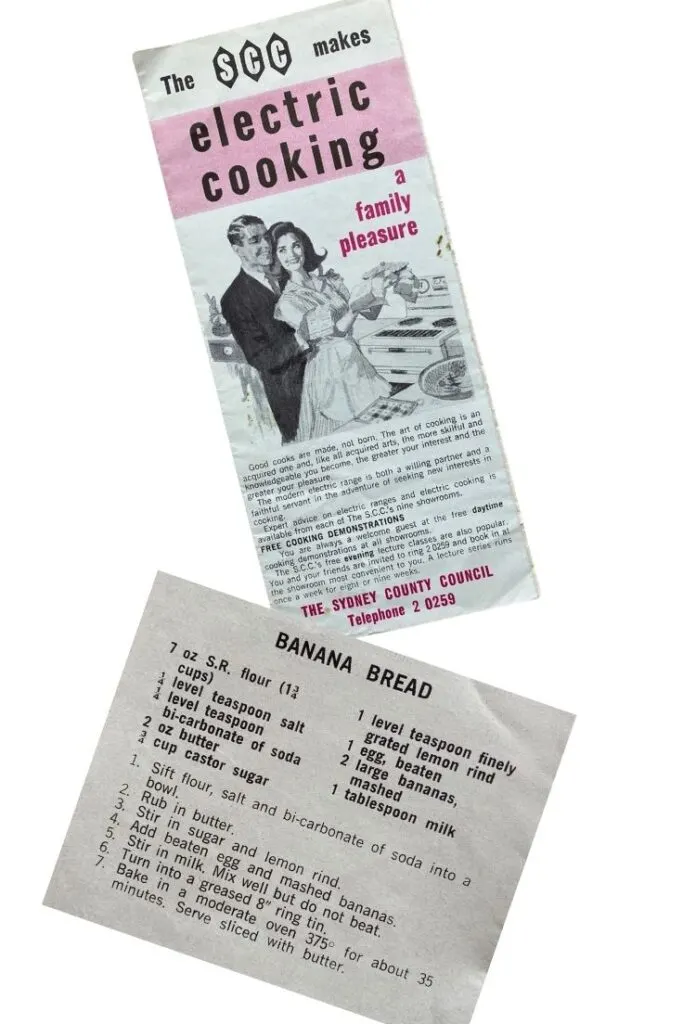 The SCC makes
electric
cooking
a
family
pleasure
Good cooks are made, not born. The art of cooking is an
acquired one and, like all acquired arts, the more skilful and
knowledgeable you become, the greater your interest and the
greater your pleasure.
The modern electric range is both a willing partner and a
faithful servant in the adventure of seeking new interests in
cooking.
Expert advice on electric ranges and electric cooking is
available from each of The S.C.C.'s nine showrooms.
FREE COOKING DEMONSTRATIONS
You are always a welcome guest at the free daytime
cooking demonstrations at all showrooms.
The S.C.C.'s free evening lecture classes are also popular.
You and your friends are invited to ring 2 0259 and book in at
the showroom most convenient to you. A lecture series runs
once a week for eight or nine weeks.
THE SYDNEY COUNTY COUNCIL
Telephone 2 0259
BANANA BREAD
7 oz S.R. flour (1¾
cups)
¼ level teaspoon salt
¼ level teaspoon
bi-carbonate of soda
2 oz butter
¾ cup castor sugar
1 level teaspoon finely
grated lemon rind
1 egg, beaten
2 large bananas,
mashed
1 tablespoon milk
1. Sift flour, salt and bi-carbonate of soda into a
bowl.
2. Rub in butter.
3. Stir in sugar and lemon rind.
4. Add beaten egg and mashed bananas.
5. Stir in milk. Mix well but do not beat.
6. Turn into a greased 8" ring tin.
7. Bake in a moderate oven 375° for about 35
minutes. Serve sliced with butter.